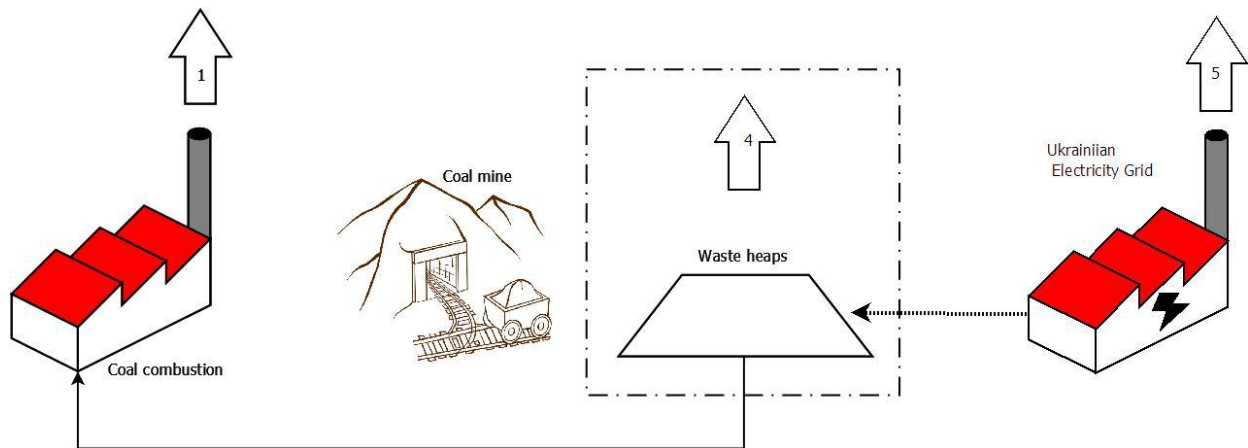 1
5
4
Ukrainiian
Electricity Grid
Coal mine
Waste heaps
Coal combustion